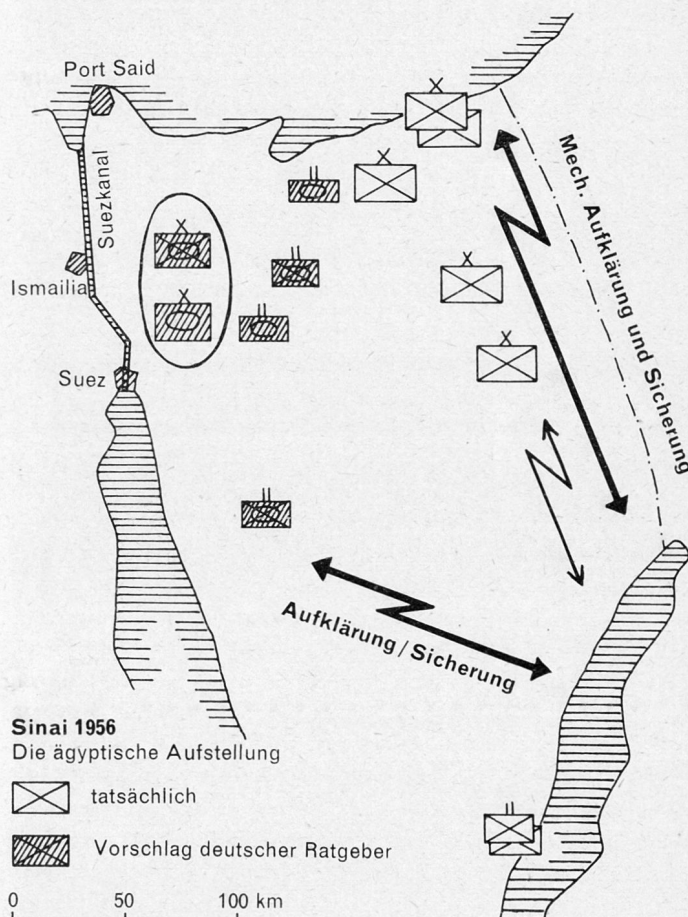 Port Said
Suezkanal
Ismailia
Suez
Mech. Aufklärung und Sicherung
Aufklärung/Sicherung
Sinai 1956
Die ägyptische Aufstellung
tatsächlich
Vorschlag deutscher Ratgeber
0 50 100 km